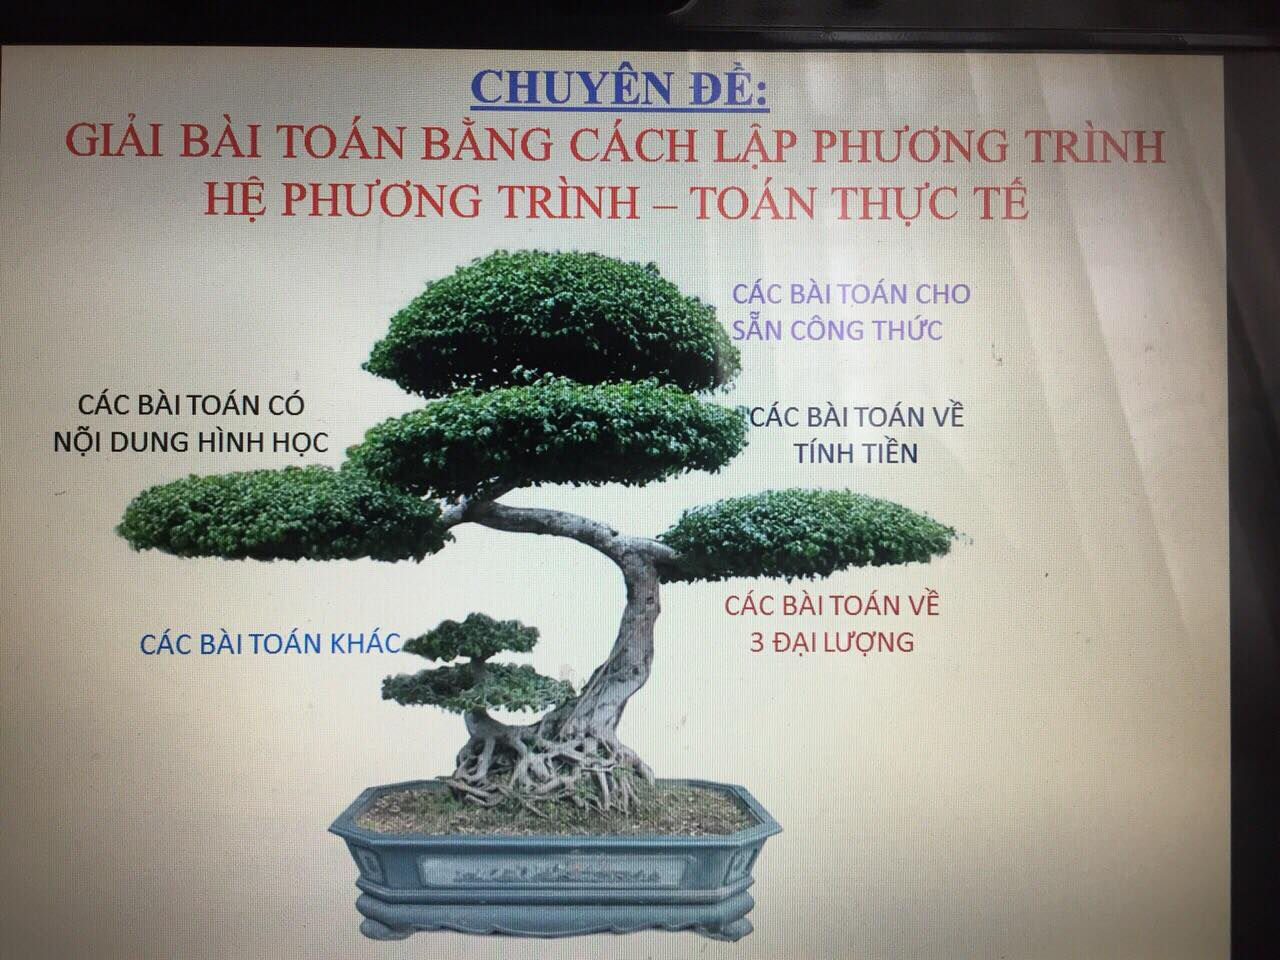 CHUYÊN ĐỀ:
GIẢI BÀI TOÁN BẰNG CÁCH LẬP PHƯƠNG TRÌNH
HỆ PHƯƠNG TRÌNH – TOÁN THỰC TẾ
CÁC BÀI TOÁN CHO
SẴN CÔNG THỨC
CÁC BÀI TOÁN CÓ
NỘI DUNG HÌNH HỌC
CÁC BÀI TOÁN VỀ
TÍNH TIỀN
CÁC BÀI TOÁN VỀ
3 ĐẠI LƯỢNG
CÁC BÀI TOÁN KHÁC